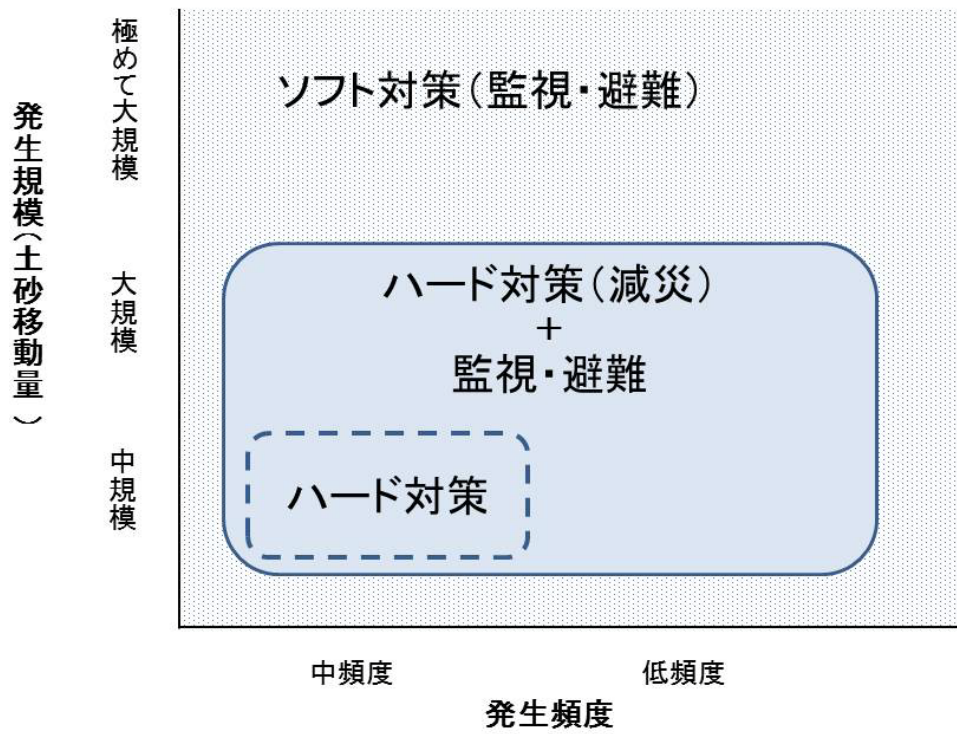 発生規模(土砂移動量)
極めて大規模
大規模
中規模
ソフト対策(監視・避難)
ハード対策(減災)
+
監視・避難
ハード対策
中頻度
低頻度
発生頻度